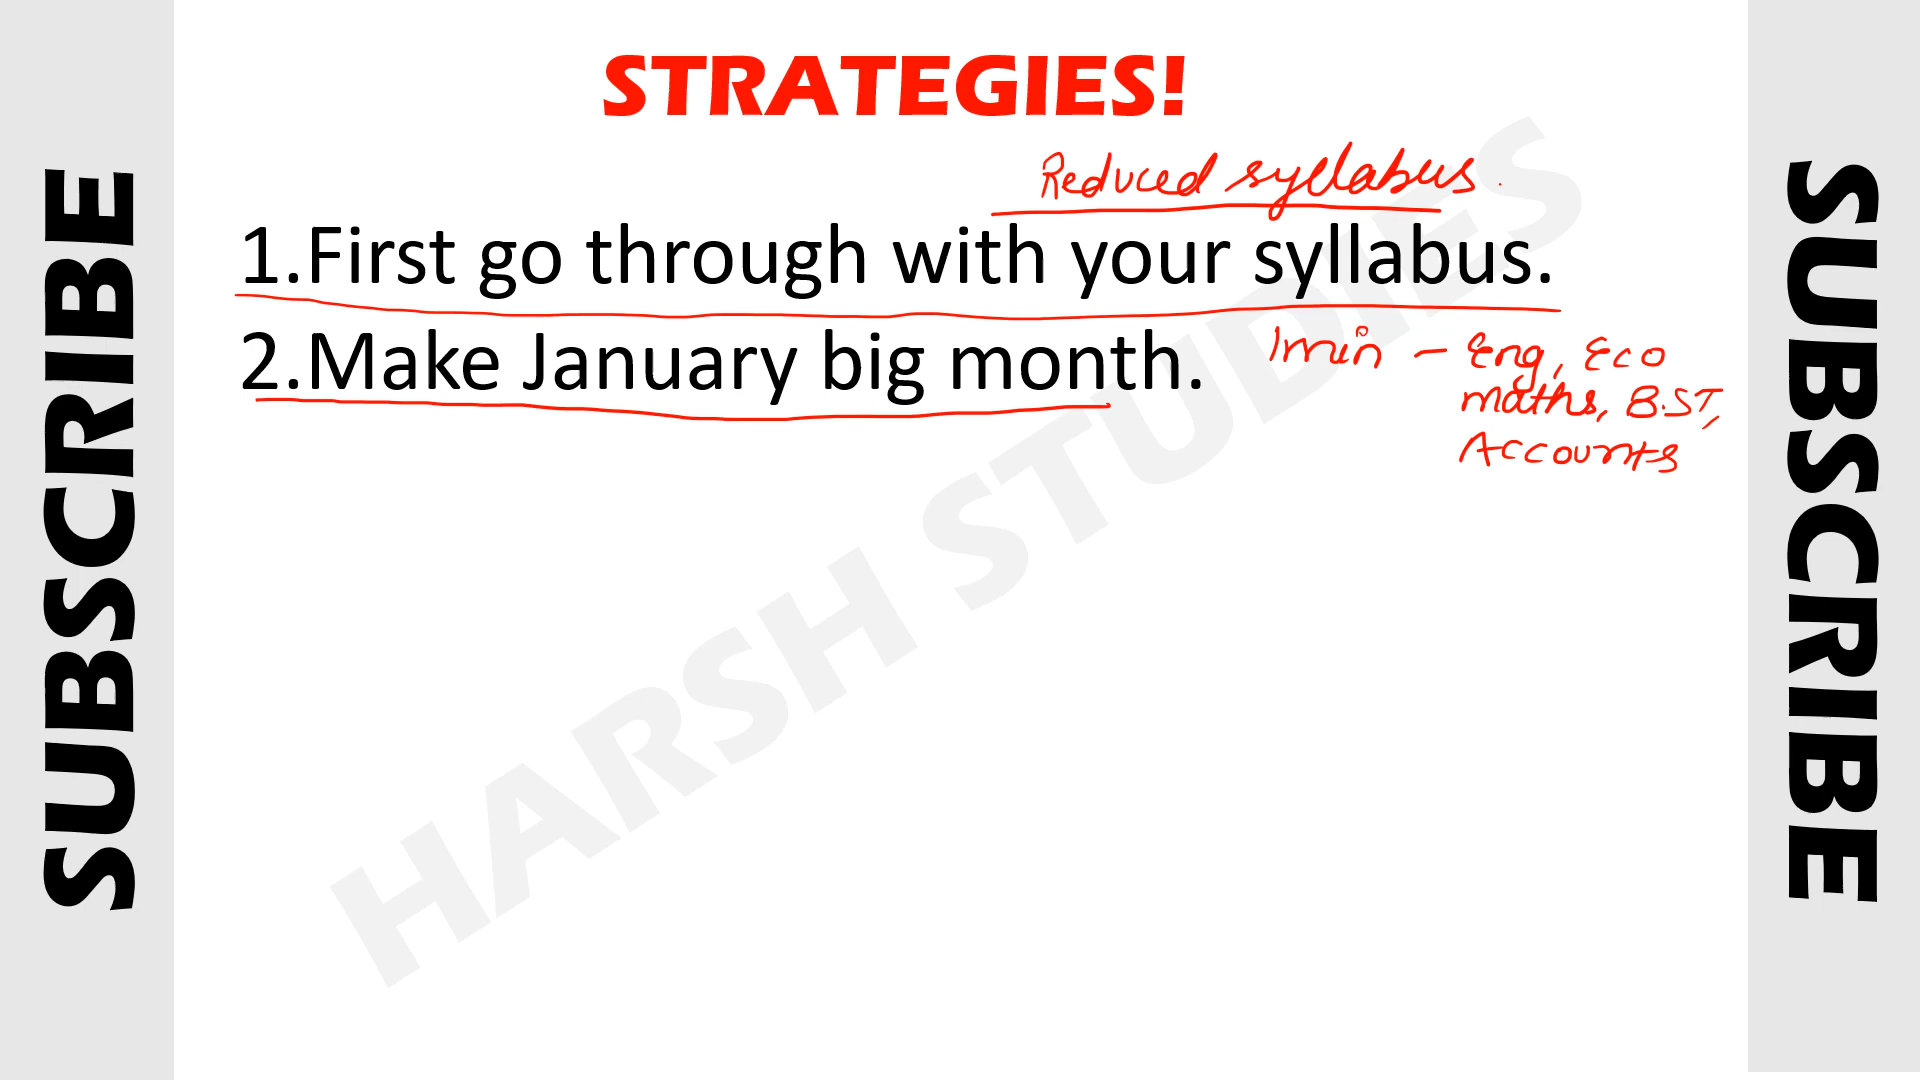 STRATEGIES!
Reduced syllabus.
1.First go through with your syllabus.
2.Make January big month.
1min - Eng, Eco
maths, B.ST,
Accounts
SUBSCRIBE
SUBSCRIBE
HARSH STUDIES